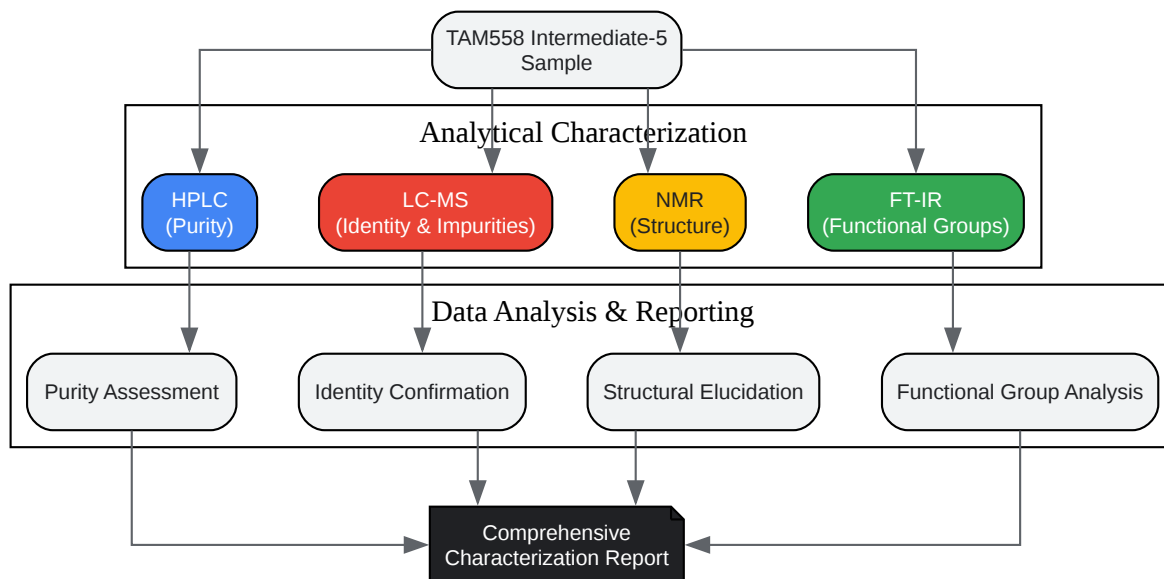 TAM558 Intermediate-5
Sample
Analytical Characterization
HPLC
(Purity)
LC-MS
(Identity & Impurities)
NMR
(Structure)
FT-IR
(Functional Groups)
Data Analysis & Reporting
Purity Assessment
Identity Confirmation
Structural Elucidation
Functional Group Analysis
Comprehensive
Characterization Report